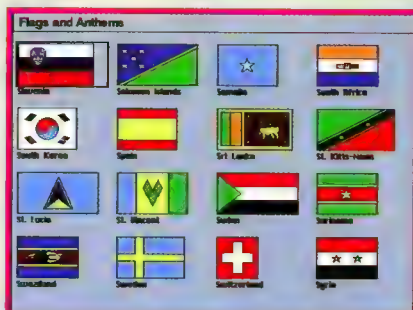 Flags and Anthems
Slovenia
Solomon Islands
Somalia
South Africa
South Korea
Spain
Sri Lanka
St. Kitts-Nevis
St. Lucia
St. Vincent
Sudan
Suriname
Swaziland
Sweden
Switzerland
Syria